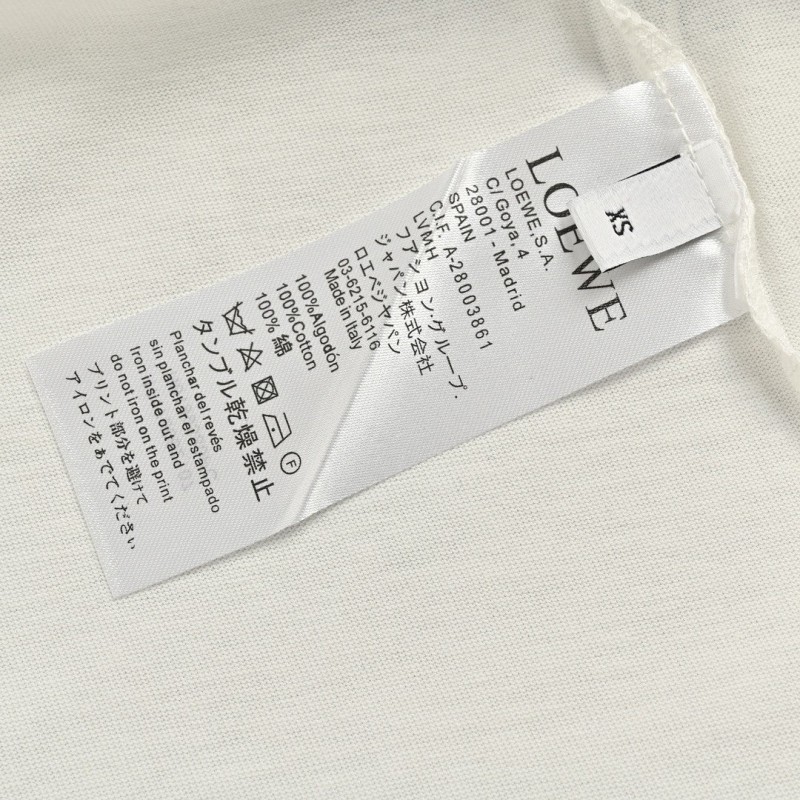 LOEWE
XS
LOEWE,S.A.
C/ Goya, 4
28001 - Madrid
SPAIN
C.I.F. A-28003861
LVMH
ファション・グループ・
ジャパン株式会社
ロエベジャパン
03-6215-6116
Made in Italy
100%Algodón
100%Cotton
100% 綿
F
タンブル乾燥禁止
Planchar del revés
sin planchar el estampado
Iron inside out and
do not iron on the print
プリント部分を避けて
アイロンをあでてください